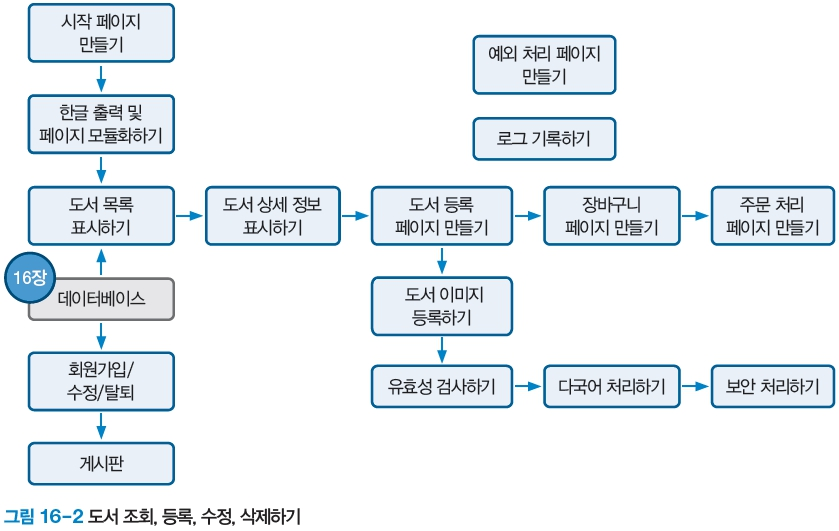 시작 페이지
만들기
예외 처리 페이지
만들기
한글 출력 및
페이지 모듈화하기
로그 기록하기
도서 목록
표시하기
도서 상세 정보
표시하기
도서 등록
페이지 만들기
장바구니
페이지 만들기
주문 처리
페이지 만들기
16장
데이터베이스
도서 이미지
등록하기
회원가입/
수정/탈퇴
유효성 검사하기
다국어 처리하기
보안 처리하기
게시판
그림 16-2 도서 조회, 등록, 수정, 삭제하기